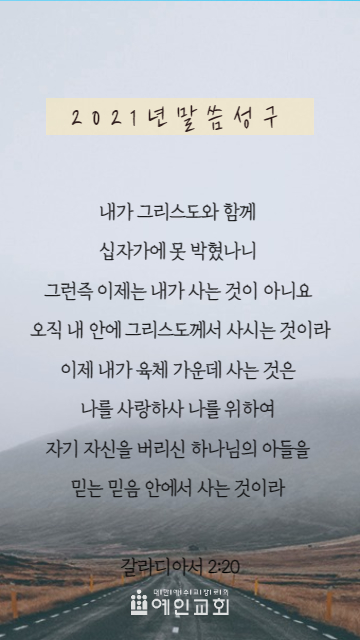 2021년말씀성구
내가 그리스도와 함께
십자가에 못 박혔나니
그런즉 이제는 내가 사는 것이 아니요
오직 내 안에 그리스도께서 사시는 것이라
이제 내가 육체 가운데 사는 것은
나를 사랑하사 나를 위하여
자기 자신을 버리신 하나님의 아들을
믿는 믿음 안에서 사는 것이라
갈라디아서 2:20
예인교회